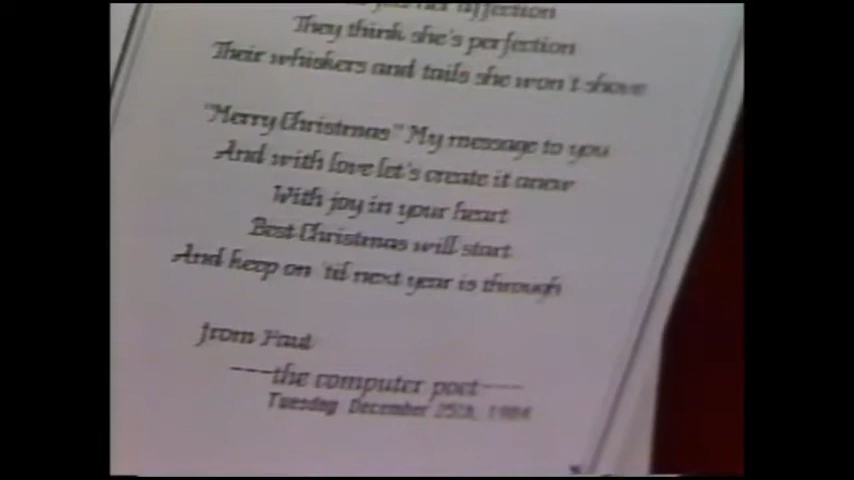 her affection
They think she's perfection
Their whiskers and tails she won't shove
"Merry Christmas" My message to you
And with love let's create it anew
With joy in your heart
Best Christmas will start
And keep on 'til next year is through
from Paul
---the computer poet---
Tuesday December 25th, 1984